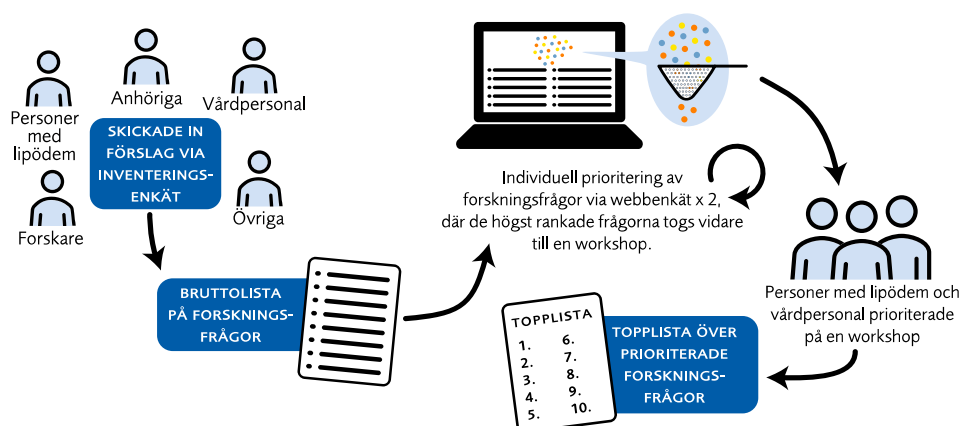 Anhöriga
Vårdpersonal
Personer
med
lipödem
SKICKADE IN
FÖRSLAG VIA
INVENTERINGS-
ENKÄT
Forskare
Övriga
BRUTTOLISTA
PÅ FORSKNINGS-
FRÅGOR
Individuell prioritering av
forskningsfrågor via webbenkät x 2,
där de högst rankade frågorna togs vidare
till en workshop.
Personer med lipödem och
vårdpersonal prioriterade
på en workshop
TOPPLISTA
1.
2.
3.
4.
5.
6.
7.
8.
9.
10.
TOPPLISTA ÖVER
PRIORITERADE
FORSKNINGS-
FRÅGOR